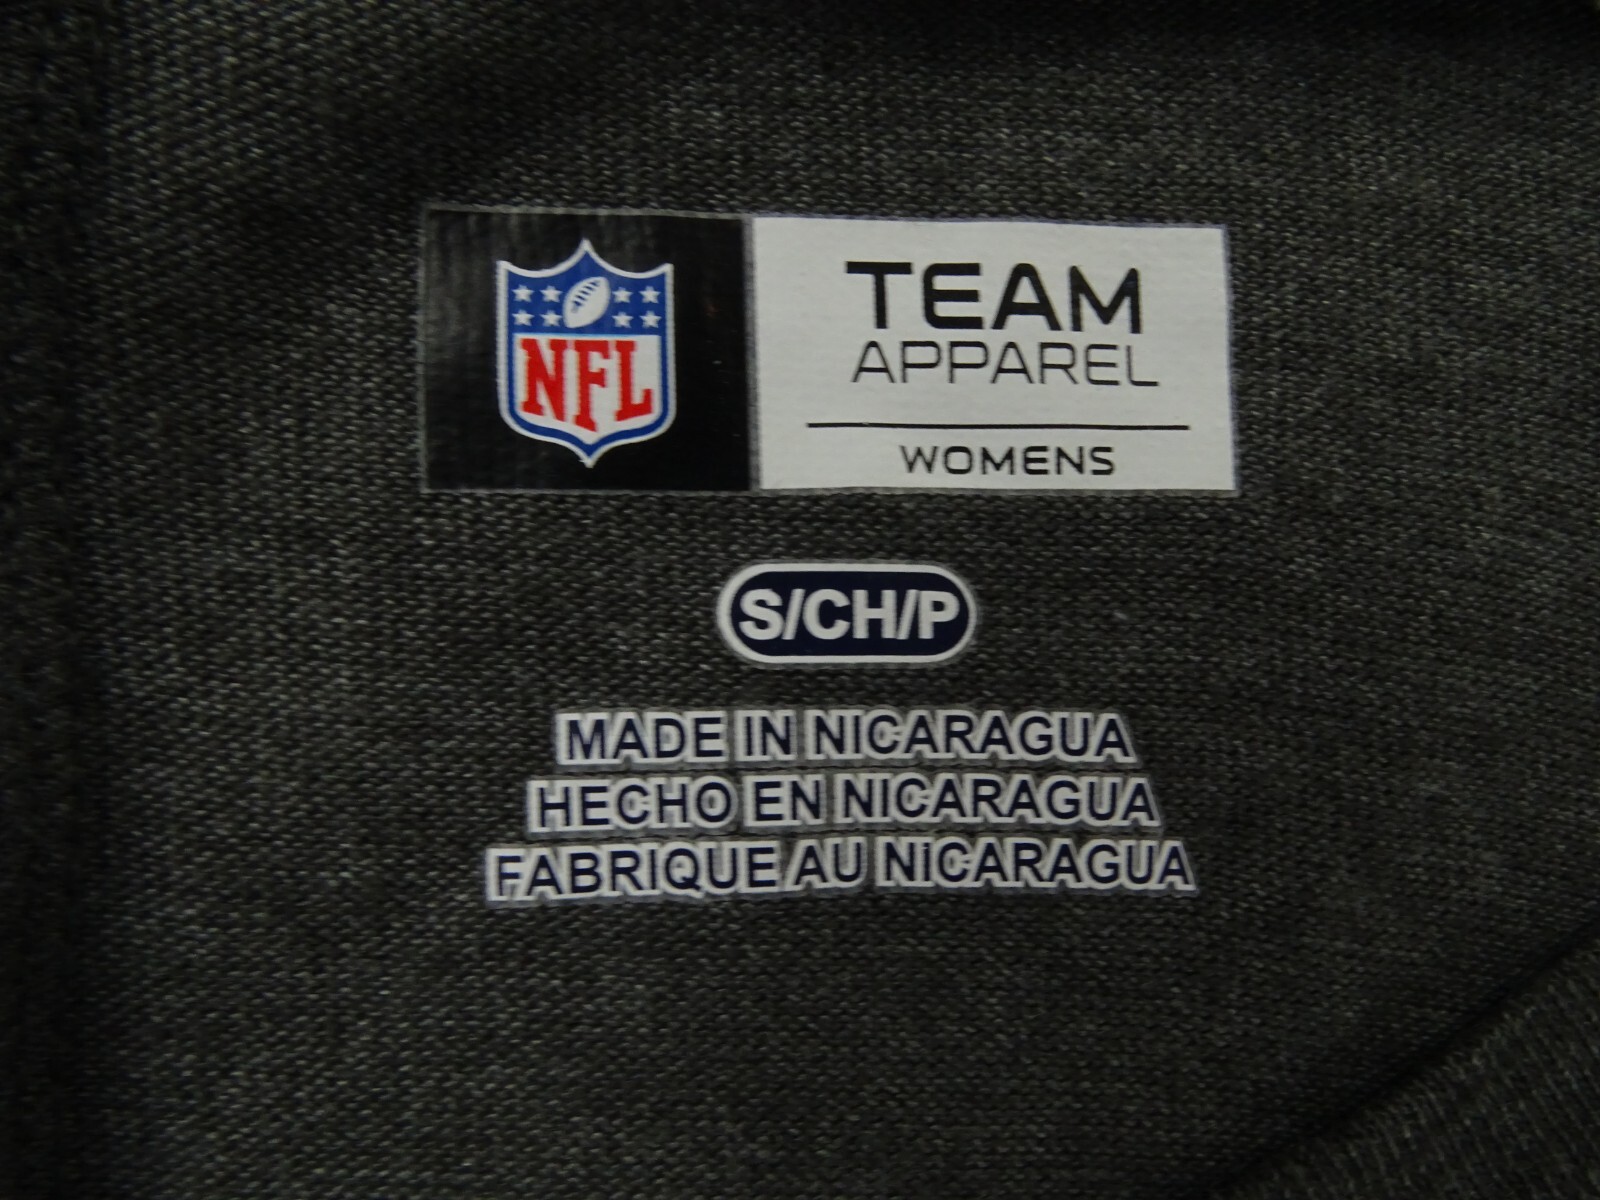 NFL
TEAM
APPAREL
WOMENS
S/CH/P
MADE IN NICARAGUA
HECHO EN NICARAGUA
FABRIQUE AU NICARAGUA